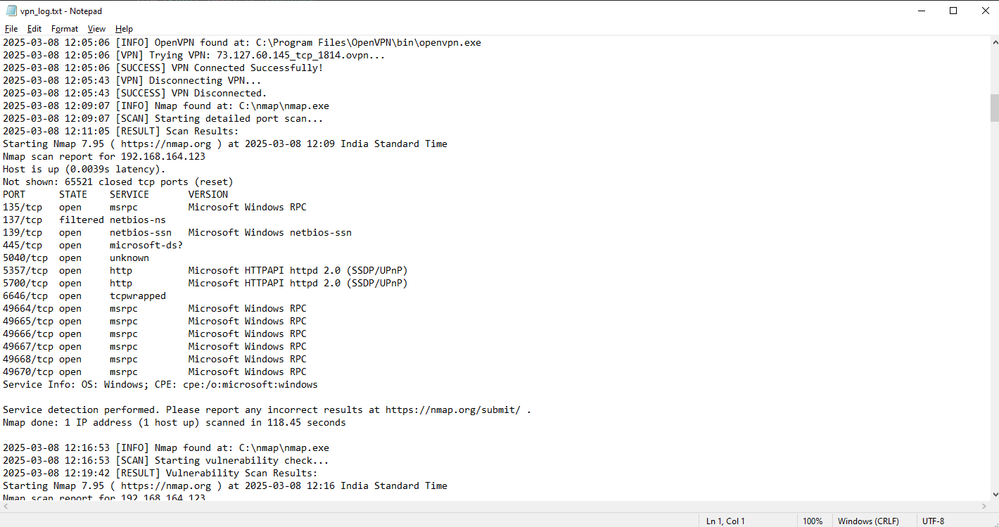 vpn_log.txt - Notepad
File Edit Format View Help
2025-03-08 12:05:06 [INFO] OpenVPN found at: C:\Program Files\OpenVPN\bin\openvpn.exe
2025-03-08 12:05:06 [VPN] Trying VPN: 73.127.60.145_tcp_1814.ovpn...
2025-03-08 12:05:06 [SUCCESS] VPN Connected Successfully!
2025-03-08 12:05:43 [VPN] Disconnecting VPN...
2025-03-08 12:05:43 [SUCCESS] VPN Disconnected.
2025-03-08 12:09:07 [INFO] Nmap found at: C:\nmap\nmap.exe
2025-03-08 12:09:07 [SCAN] Starting detailed port scan...
2025-03-08 12:11:05 [RESULT] Scan Results:
Starting Nmap 7.95 ( https://nmap.org ) at 2025-03-08 12:09 India Standard Time
Nmap scan report for 192.168.164.123
Host is up (0.0039s latency).
Not shown: 65521 closed tcp ports (reset)
PORT      STATE    SERVICE       VERSION
135/tcp   open     msrpc         Microsoft Windows RPC
137/tcp   filtered netbios-ns
139/tcp   open     netbios-ssn   Microsoft Windows netbios-ssn
445/tcp   open     microsoft-ds?
5040/tcp  open     unknown
5357/tcp  open     http          Microsoft HTTPAPI httpd 2.0 (SSDP/UPnP)
5700/tcp  open     http          Microsoft HTTPAPI httpd 2.0 (SSDP/UPnP)
6646/tcp  open     tcpwrapped
49664/tcp open     msrpc         Microsoft Windows RPC
49665/tcp open     msrpc         Microsoft Windows RPC
49666/tcp open     msrpc         Microsoft Windows RPC
49667/tcp open     msrpc         Microsoft Windows RPC
49668/tcp open     msrpc         Microsoft Windows RPC
49670/tcp open     msrpc         Microsoft Windows RPC
Service Info: OS: Windows; CPE: cpe:/o:microsoft:windows
Service detection performed. Please report any incorrect results at https://nmap.org/submit/ .
Nmap done: 1 IP address (1 host up) scanned in 118.45 seconds
2025-03-08 12:16:53 [INFO] Nmap found at: C:\nmap\nmap.exe
2025-03-08 12:16:53 [SCAN] Starting vulnerability check...
2025-03-08 12:19:42 [RESULT] Vulnerability Scan Results:
Starting Nmap 7.95 ( https://nmap.org ) at 2025-03-08 12:16 India Standard Time
Nmap scan report for 192.168.164.123
Ln 1, Col 1 100% Windows (CRLF) UTF-8